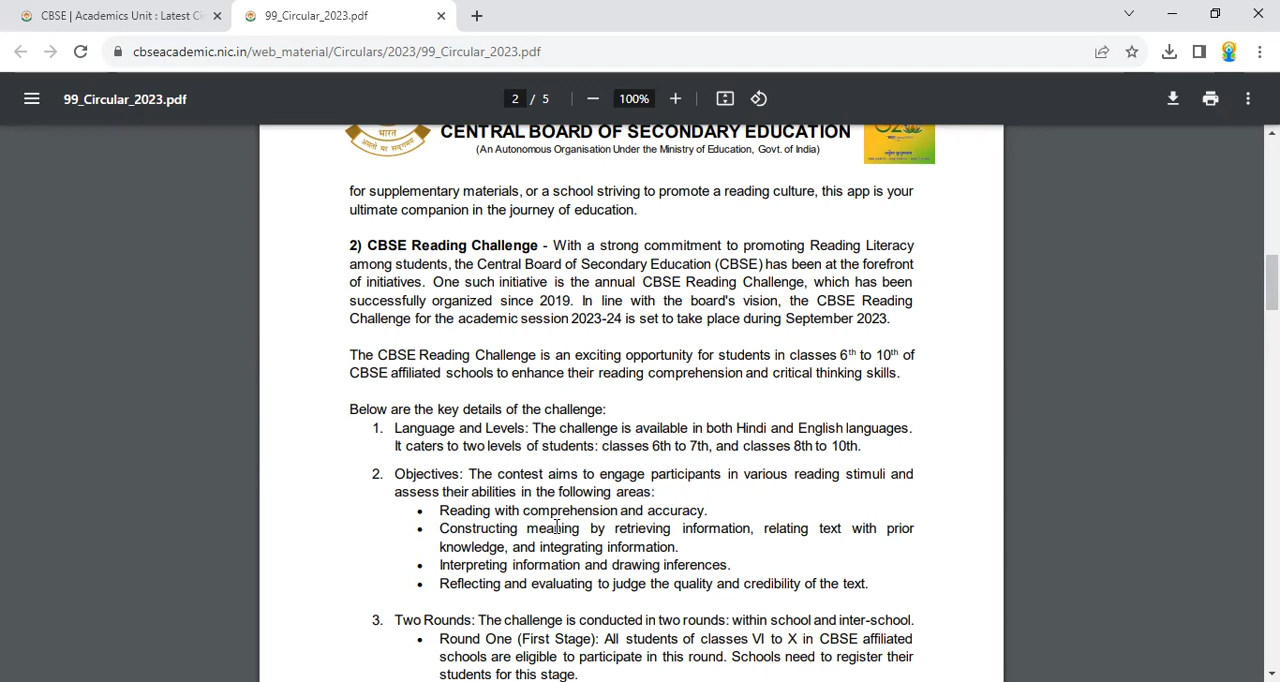 CBSE | Academics Unit : Latest Ci
99_Circular_2023.pdf
cbseacademic.nic.in/web_material/Circulars/2023/99_Circular_2023.pdf
99_Circular_2023.pdf
2 / 5
100%
भारत
असतो मा सद्गमय
CENTRAL BOARD OF SECONDARY EDUCATION
(An Autonomous Organisation Under the Ministry of Education, Govt. of India)
for supplementary materials, or a school striving to promote a reading culture, this app is your
ultimate companion in the journey of education.
2) CBSE Reading Challenge - With a strong commitment to promoting Reading Literacy
among students, the Central Board of Secondary Education (CBSE) has been at the forefront
of initiatives. One such initiative is the annual CBSE Reading Challenge, which has been
successfully organized since 2019. In line with the board's vision, the CBSE Reading
Challenge for the academic session 2023-24 is set to take place during September 2023.
The CBSE Reading Challenge is an exciting opportunity for students in classes 6th to 10th of
CBSE affiliated schools to enhance their reading comprehension and critical thinking skills.
Below are the key details of the challenge:
1. Language and Levels: The challenge is available in both Hindi and English languages.
It caters to two levels of students: classes 6th to 7th, and classes 8th to 10th.
2. Objectives: The contest aims to engage participants in various reading stimuli and
assess their abilities in the following areas:
• Reading with comprehension and accuracy.
• Constructing meaning by retrieving information, relating text with prior
knowledge, and integrating information.
• Interpreting information and drawing inferences.
• Reflecting and evaluating to judge the quality and credibility of the text.
3. Two Rounds: The challenge is conducted in two rounds: within school and inter-school.
• Round One (First Stage): All students of classes VI to X in CBSE affiliated
schools are eligible to participate in this round. Schools need to register their
students for this stage.